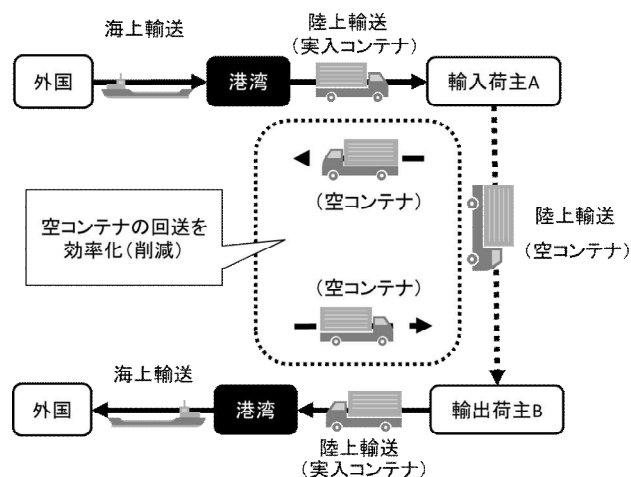 海上輸送
陸上輸送
(実入コンテナ)
外国
港湾
輸入荷主A
(空コンテナ)
空コンテナの回送を
効率化(削減)
陸上輸送
(空コンテナ)
(空コンテナ)
海上輸送
外国
港湾
輸出荷主B
陸上輸送
(実入コンテナ)